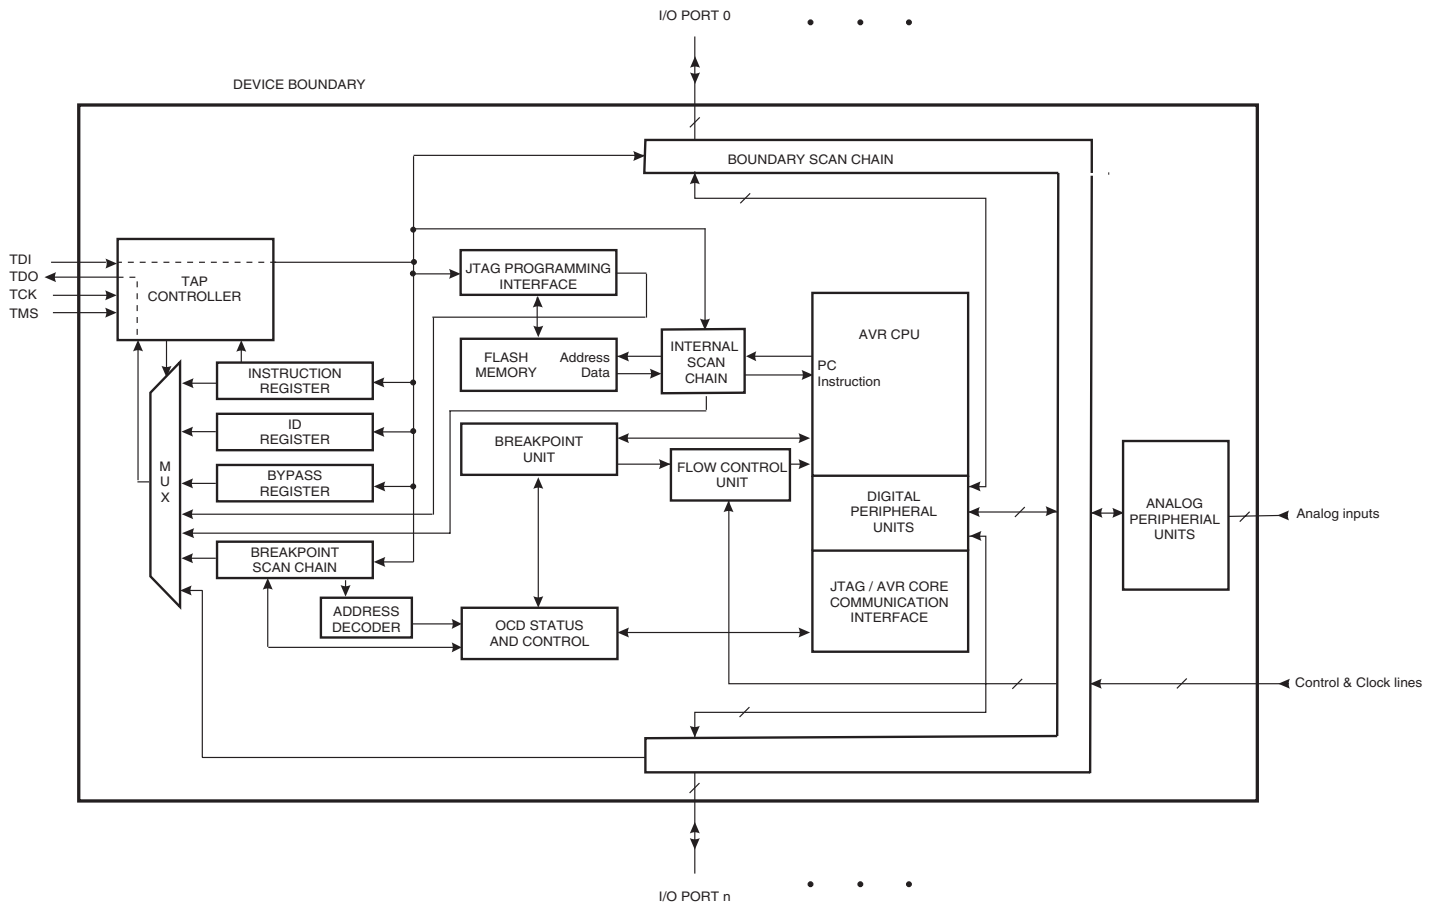 I/O PORT 0
DEVICE BOUNDARY
BOUNDARY SCAN CHAIN
TDI
TDO
TCK
TMS
TAP
CONTROLLER
JTAG PROGRAMMING
INTERFACE
FLASH
MEMORY
Address
Data
INTERNAL
SCAN
CHAIN
AVR CPU
PC
Instruction
INSTRUCTION
REGISTER
ID
REGISTER
BYPASS
REGISTER
M
U
X
BREAKPOINT
UNIT
FLOW CONTROL
UNIT
DIGITAL
PERIPHERAL
UNITS
ANALOG
PERIPHERIAL
UNITS
Analog inputs
BREAKPOINT
SCAN CHAIN
ADDRESS
DECODER
OCD STATUS
AND CONTROL
JTAG / AVR CORE
COMMUNICATION
INTERFACE
Control & Clock lines
I/O PORT n